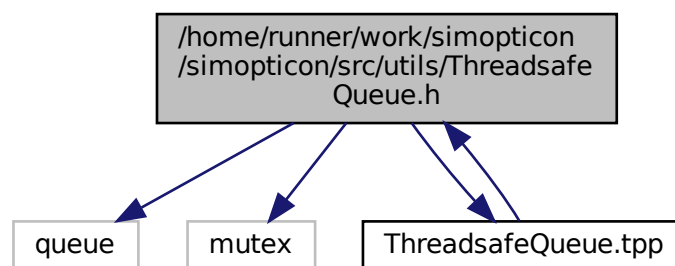 /home/runner/work/simopticon
/simopticon/src/utils/Threadsafe
Queue.h
queue
mutex
ThreadsafeQueue.tpp